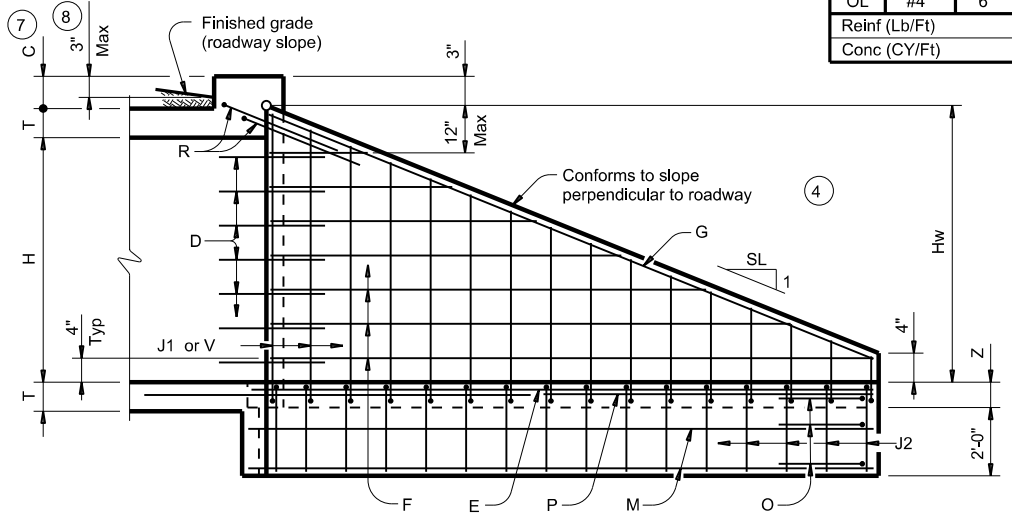 OL #4 6
Reinf (Lb/Ft)
Conc (CY/Ft)
7
8
C
3"
Max
Finished grade
(roadway slope)
3"
T
R
12"
Max
Conforms to slope
perpendicular to roadway
4
D
G
H
SL
1
Hw
4"
Typ
J1 or V
4"
Z
T
J2
2'-0"
F
E
P
M
O